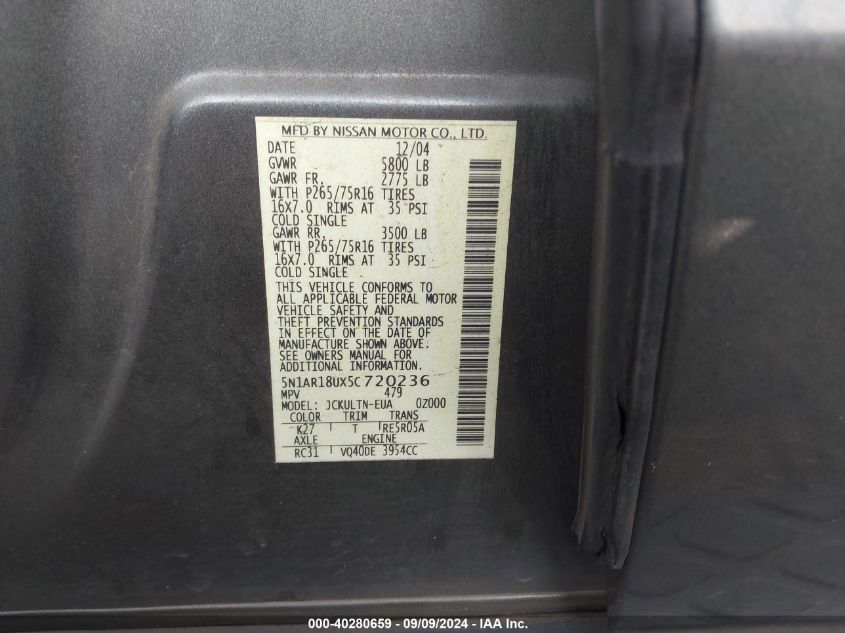 MFD BY NISSAN MOTOR CO., LTD.
DATE 12/04
GVWR 5800 LB
GAWR FR. 2775 LB
WITH P265/75R16 TIRES
16X7.0 RIMS AT 35 PSI
COLD SINGLE
GAWR RR. 3500 LB
WITH P265/75R16 TIRES
16X7.0 RIMS AT 35 PSI
COLD SINGLE
THIS VEHICLE CONFORMS TO
ALL APPLICABLE FEDERAL MOTOR
VEHICLE SAFETY AND
THEFT PREVENTION STANDARDS
IN EFFECT ON THE DATE OF
MANUFACTURE SHOWN ABOVE.
SEE OWNERS MANUAL FOR
ADDITIONAL INFORMATION.
5N1AR18UX5C720236
MPV 479
MODEL: JCKULTN-EUA 0Z000
COLOR TRIM TRANS
K27 T RE5R05A
AXLE ENGINE
RC31 VQ40DE 3954CC
000-40280659 - 09/09/2024 - IAA Inc.